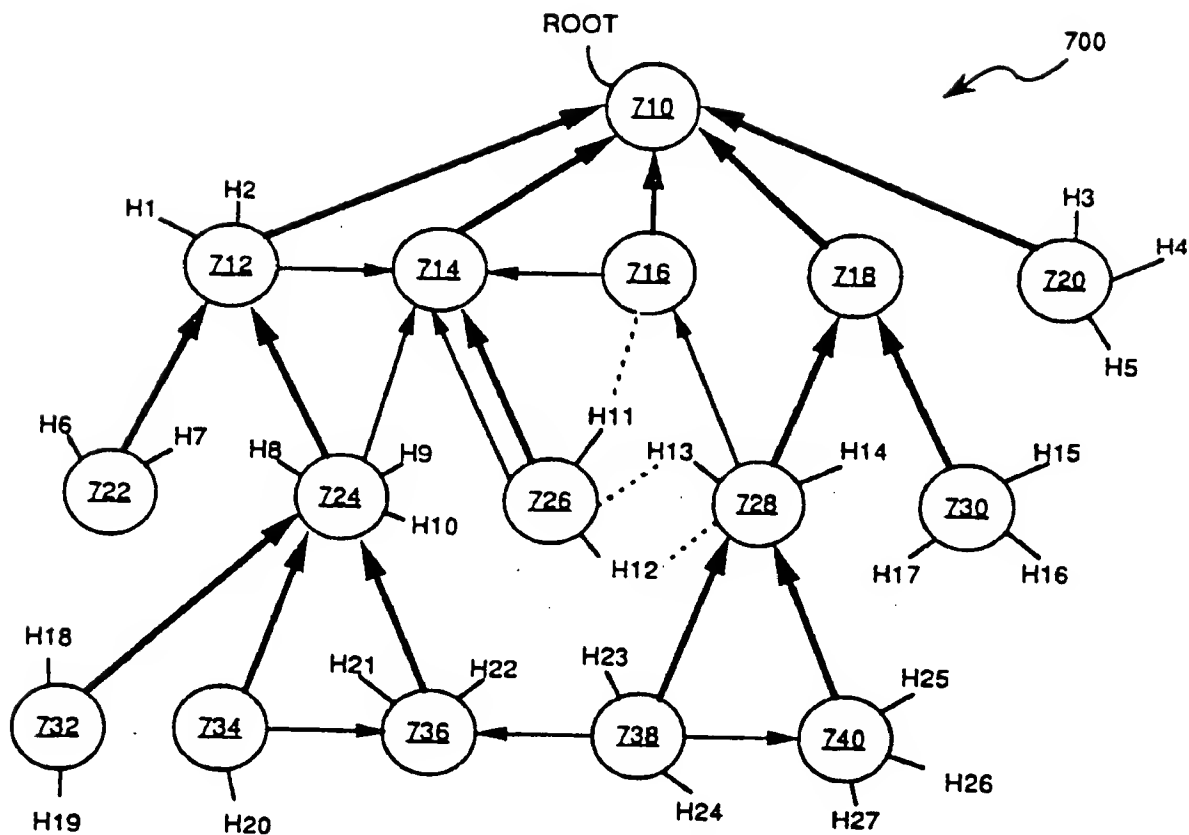 ROOT
700
710
H1 H2 H3
H4
712 714 716 718 720
H5
H6 H7 H11
H8 H9 H13 H14 H15
722 724 726 728 730
H10
H12 H17 H16
H18
H21 H22 H23 H25
732 734 736 738 740
H26
H19 H20 H24 H27